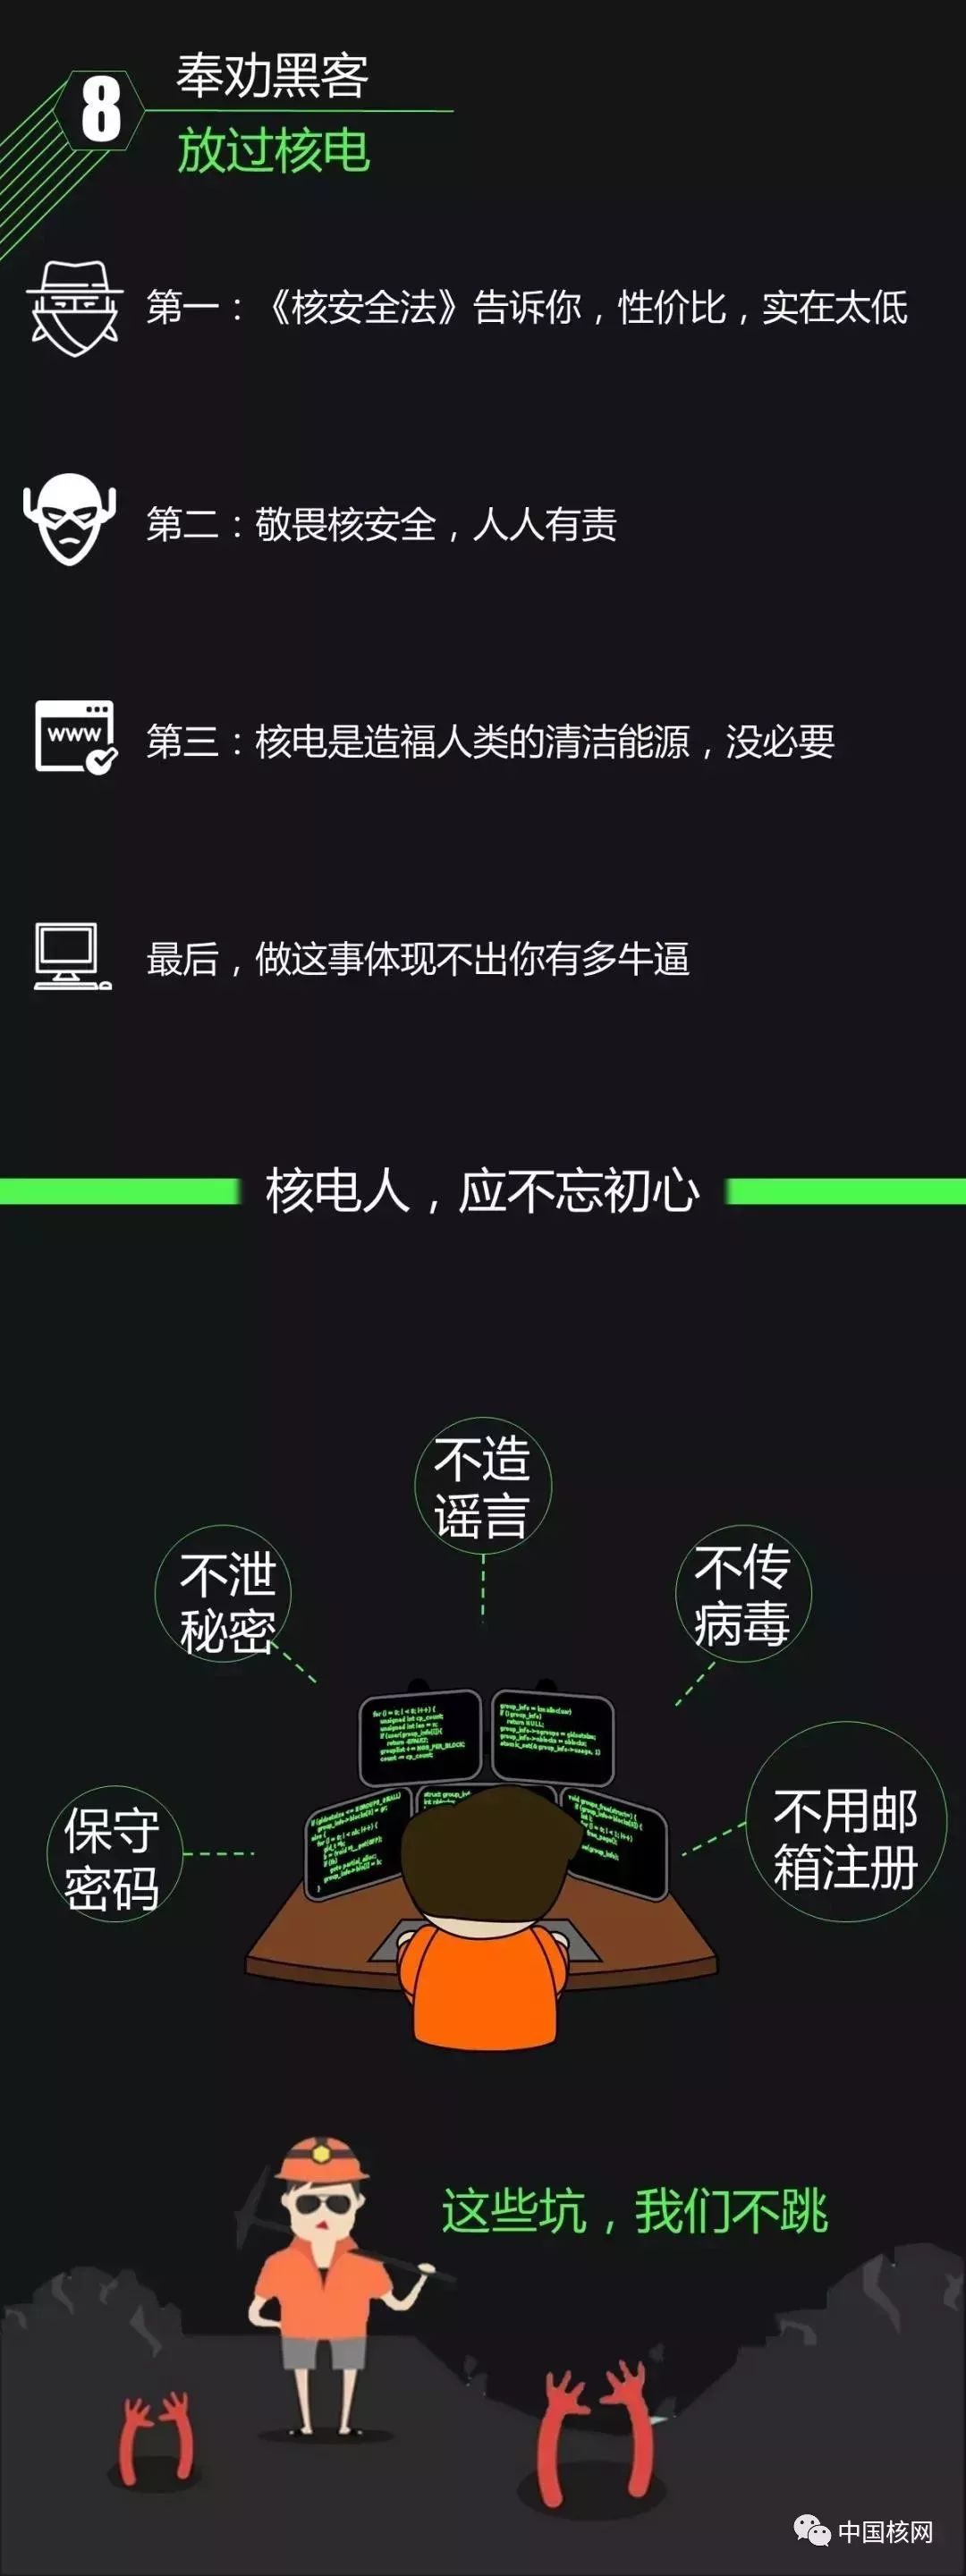 8
奉劝黑客
放过核电
第一：《核安全法》告诉你，性价比，实在太低
第二：敬畏核安全，人人有责
WWW
第三：核电是造福人类的清洁能源，没必要
最后，做这事体现不出你有多牛逼
核电人，应不忘初心
不造
谣言
不泄
秘密
不传
病毒
保守
密码
不用邮
箱注册
这些坑，我们不跳
中国核网